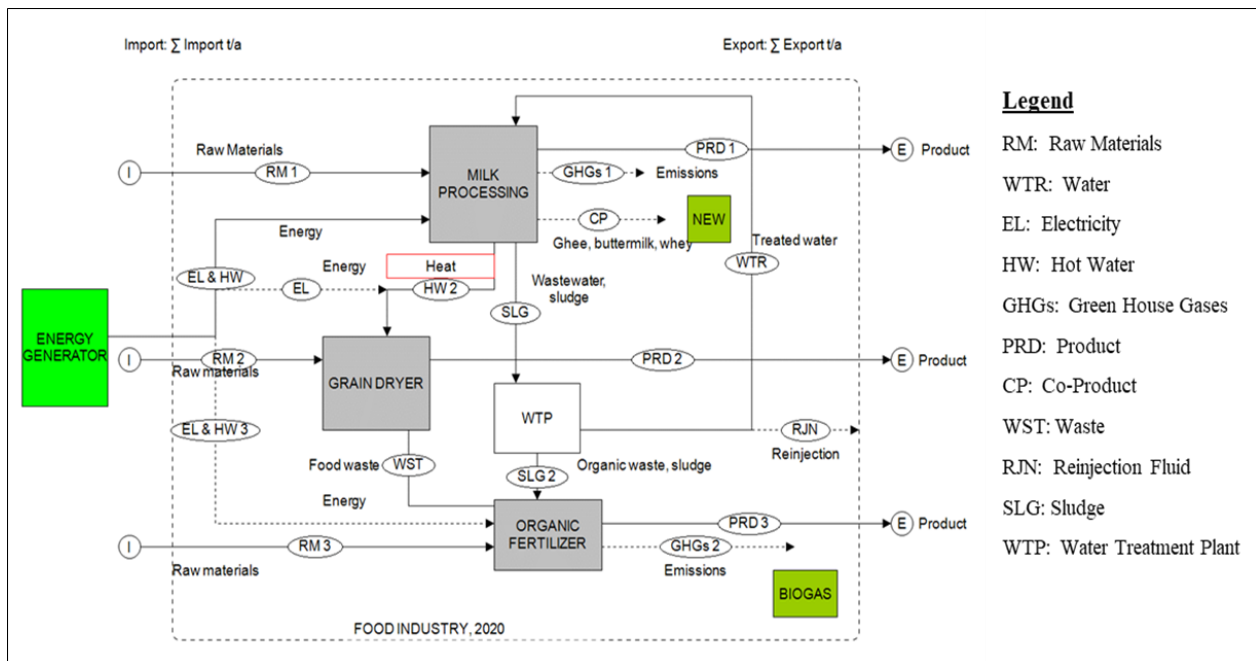 Import: ∑ Import t/a
Export: ∑ Export t/a
Raw Materials
I
RM 1
MILK
PROCESSING
PRD 1
E
Product
GHGs 1
Emissions
CP
NEW
Ghee, buttermilk, whey
Treated water
WTR
Energy
EL & HW
Energy
EL
Heat
HW 2
Wastewater,
sludge
SLG
ENERGY
GENERATOR
I
RM 2
Raw materials
GRAIN DRYER
PRD 2
E
Product
WTP
RJN
Reinjection
EL & HW 3
Food waste
WST
Organic waste, sludge
SLG 2
Energy
ORGANIC
FERTILIZER
PRD 3
E
Product
I
RM 3
Raw materials
GHGs 2
Emissions
BIOGAS
FOOD INDUSTRY, 2020
Legend
RM: Raw Materials
WTR: Water
EL: Electricity
HW: Hot Water
GHGs: Green House Gases
PRD: Product
CP: Co-Product
WST: Waste
RJN: Reinjection Fluid
SLG: Sludge
WTP: Water Treatment Plant